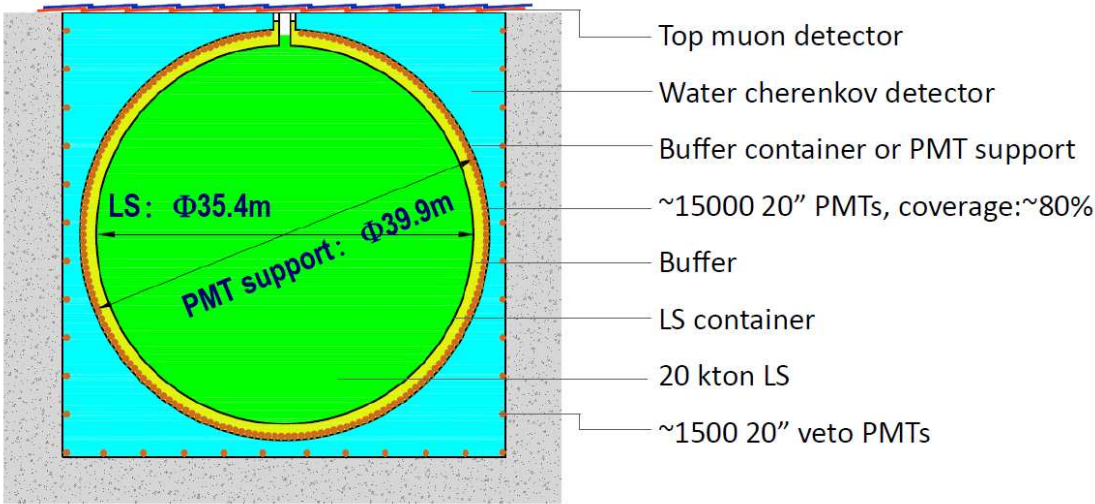 Top muon detector
Water cherenkov detector
Buffer container or PMT support
~15000 20” PMTs, coverage:~80%
Buffer
LS container
20 kton LS
~1500 20” veto PMTs
LS： Φ35.4m
PMT support： Φ39.9m